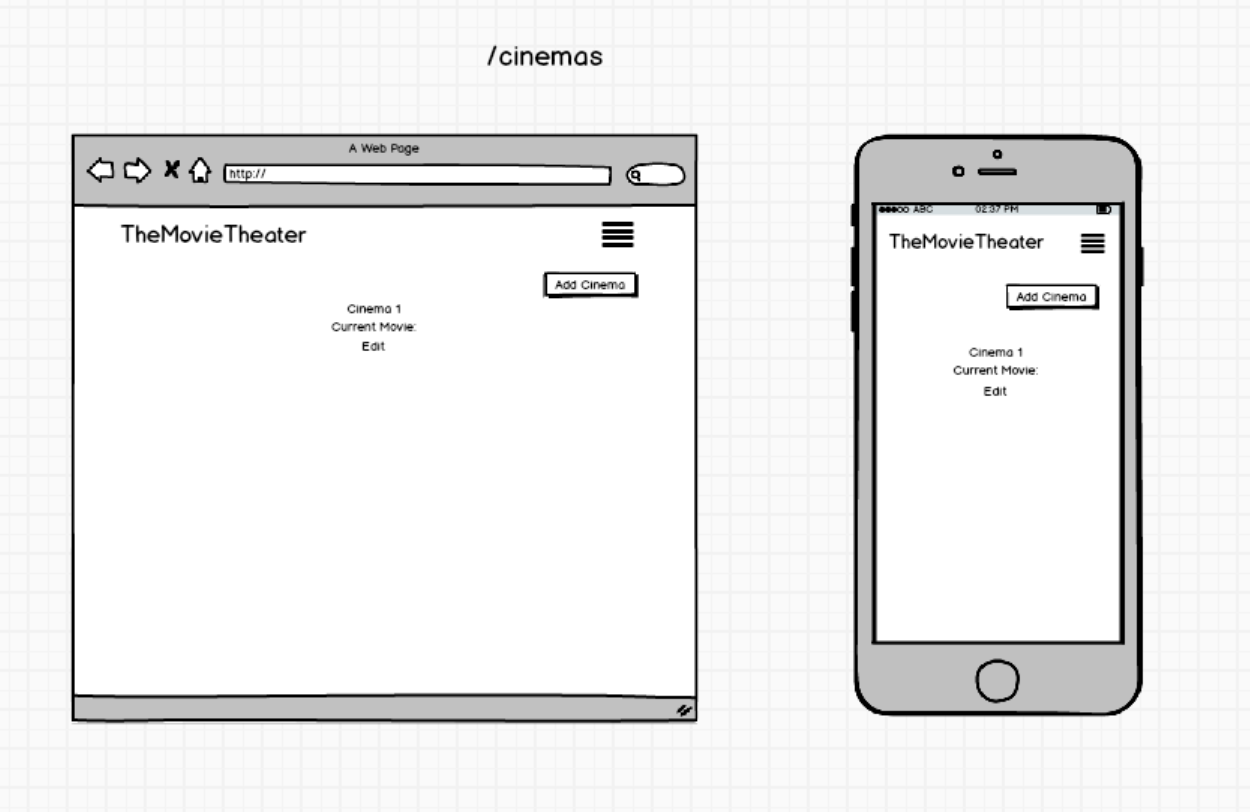 /cinemas
A Web Page
http://
TheMovieTheater
Add Cinema
Cinema 1
Current Movie:
Edit
ABC 02:37 PM
TheMovieTheater
Add Cinema
Cinema 1
Current Movie:
Edit